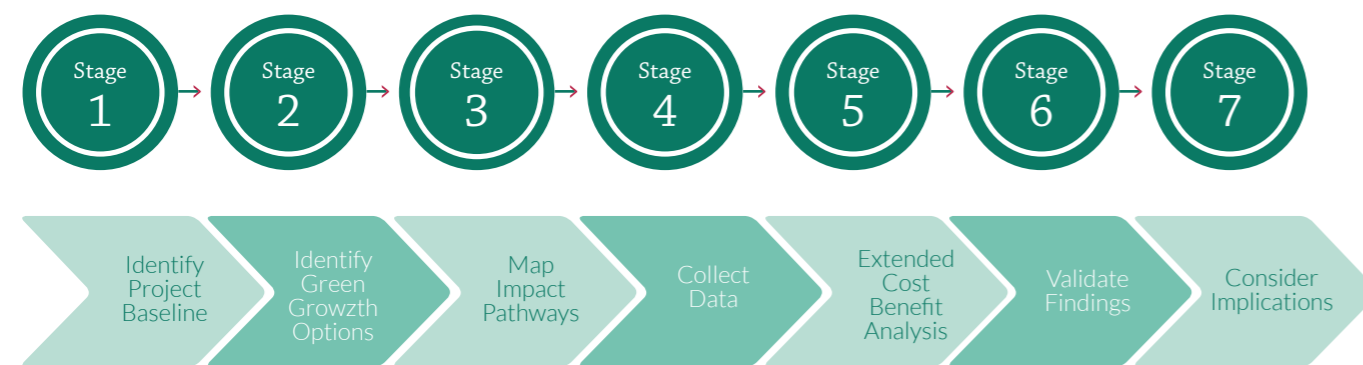 Stage
1
Stage
2
Stage
3
Stage
4
Stage
5
Stage
6
Stage
7
Identify
Project
Baseline
Identify
Green
Growzth
Options
Map
Impact
Pathways
Collect
Data
Extended
Cost
Benefit
Analysis
Validate
Findings
Consider
Implications